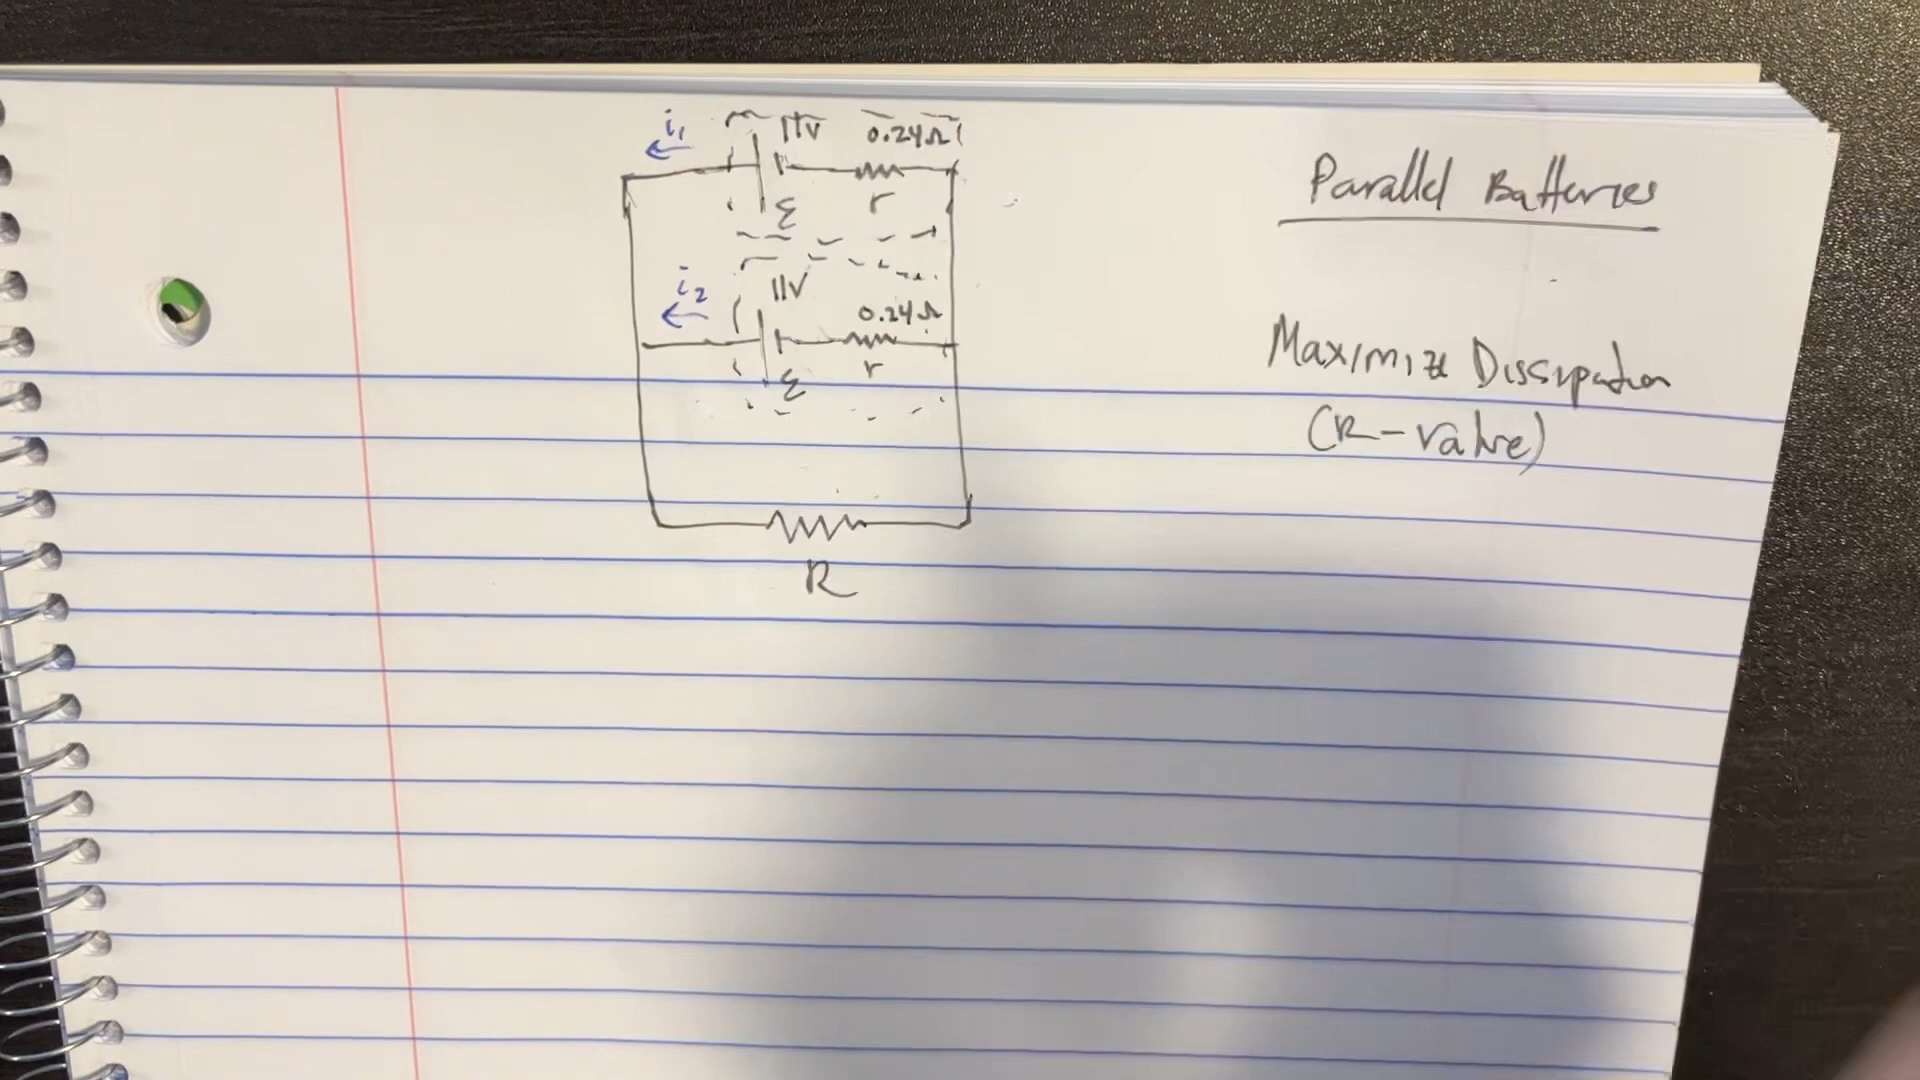 i₁
11V 0.24Ω
ε r
i₂
11V
0.24Ω
ε r
R
Parallel Batteries
Maximize Dissipation
(R-value)